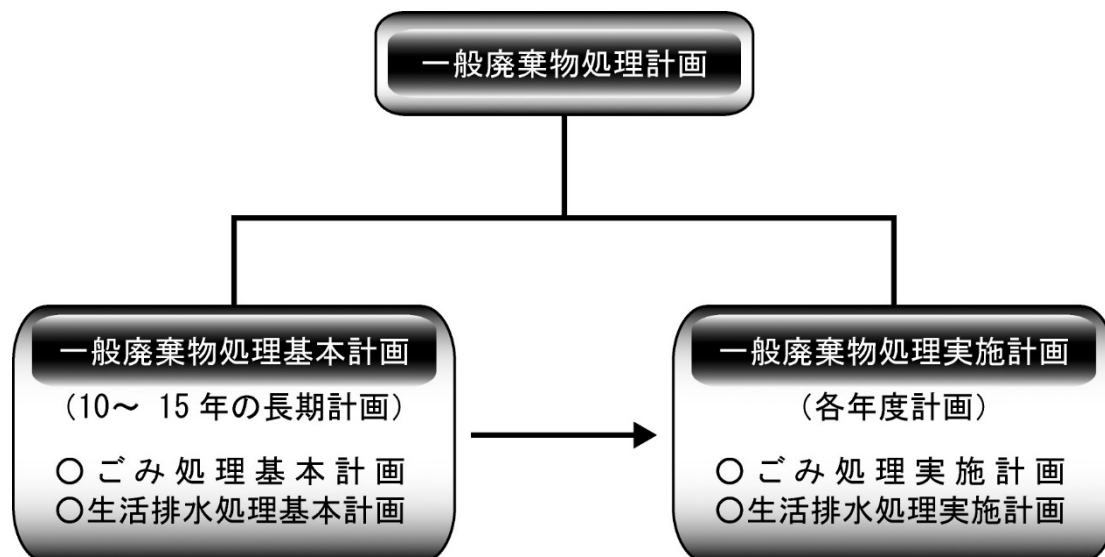 一般廃棄物処理計画
一般廃棄物処理基本計画
(10～ 15年の長期計画)
○ごみ処理基本計画
○生活排水処理基本計画
一般廃棄物処理実施計画
(各年度計画)
○ごみ処理実施計画
○生活排水処理実施計画